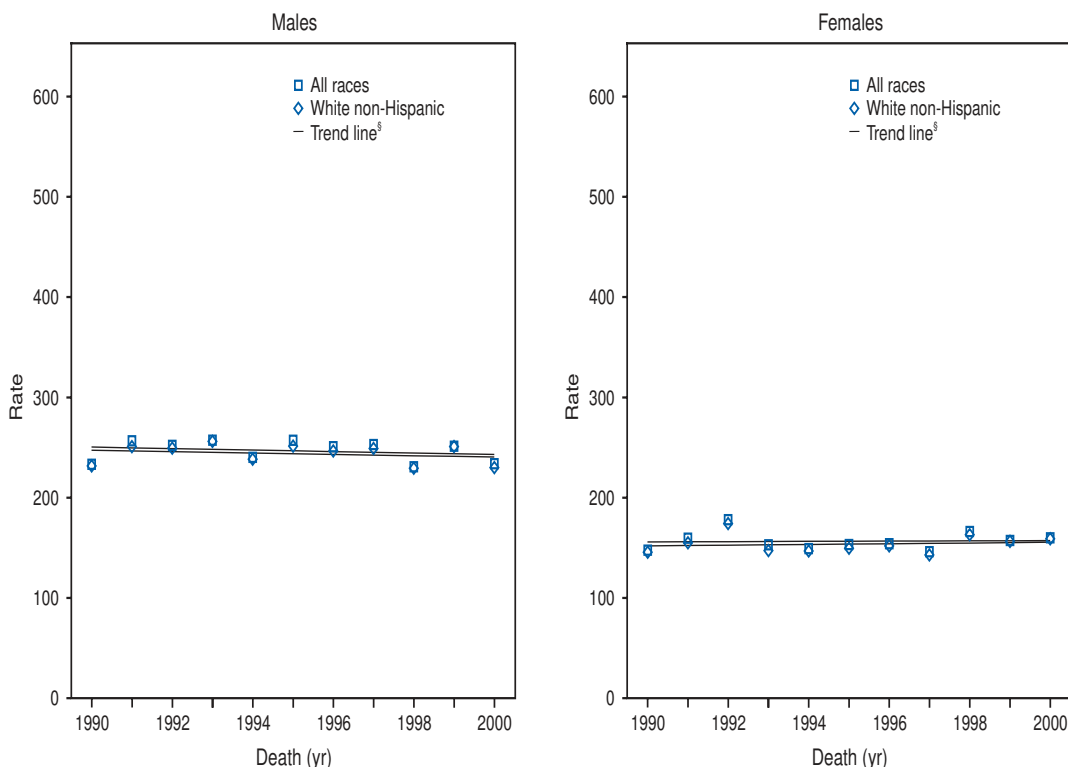 Males
All races
White non-Hispanic
Trend line§
600
500
400
300
200
100
0
Rate
1990 1992 1994 1996 1998 2000
Death (yr)
Females
All races
White non-Hispanic
Trend line§
600
500
400
300
200
100
0
Rate
1990 1992 1994 1996 1998 2000
Death (yr)